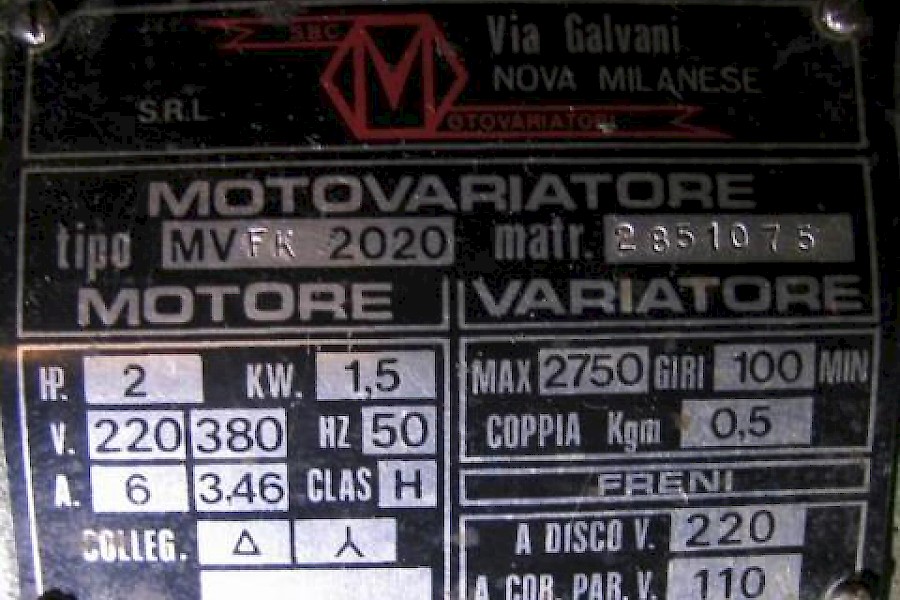 SBC
Via Galvani
NOVA MILANESE
S.R.L
M OTOVARIATORI
MOTOVARIATORE
tipo MVFK 2020 matr. 2851075
MOTORE VARIATORE
HP. 2 KW. 1,5
MAX 2750 GIRI 100 MIN
V. 220 380 HZ 50
COPPIA Kgm 0,5
A. 6 3.46 CLAS H
FRENI
COLLEG. Δ ⅄
A DISCO V. 220
A COR. PAR. V. 110